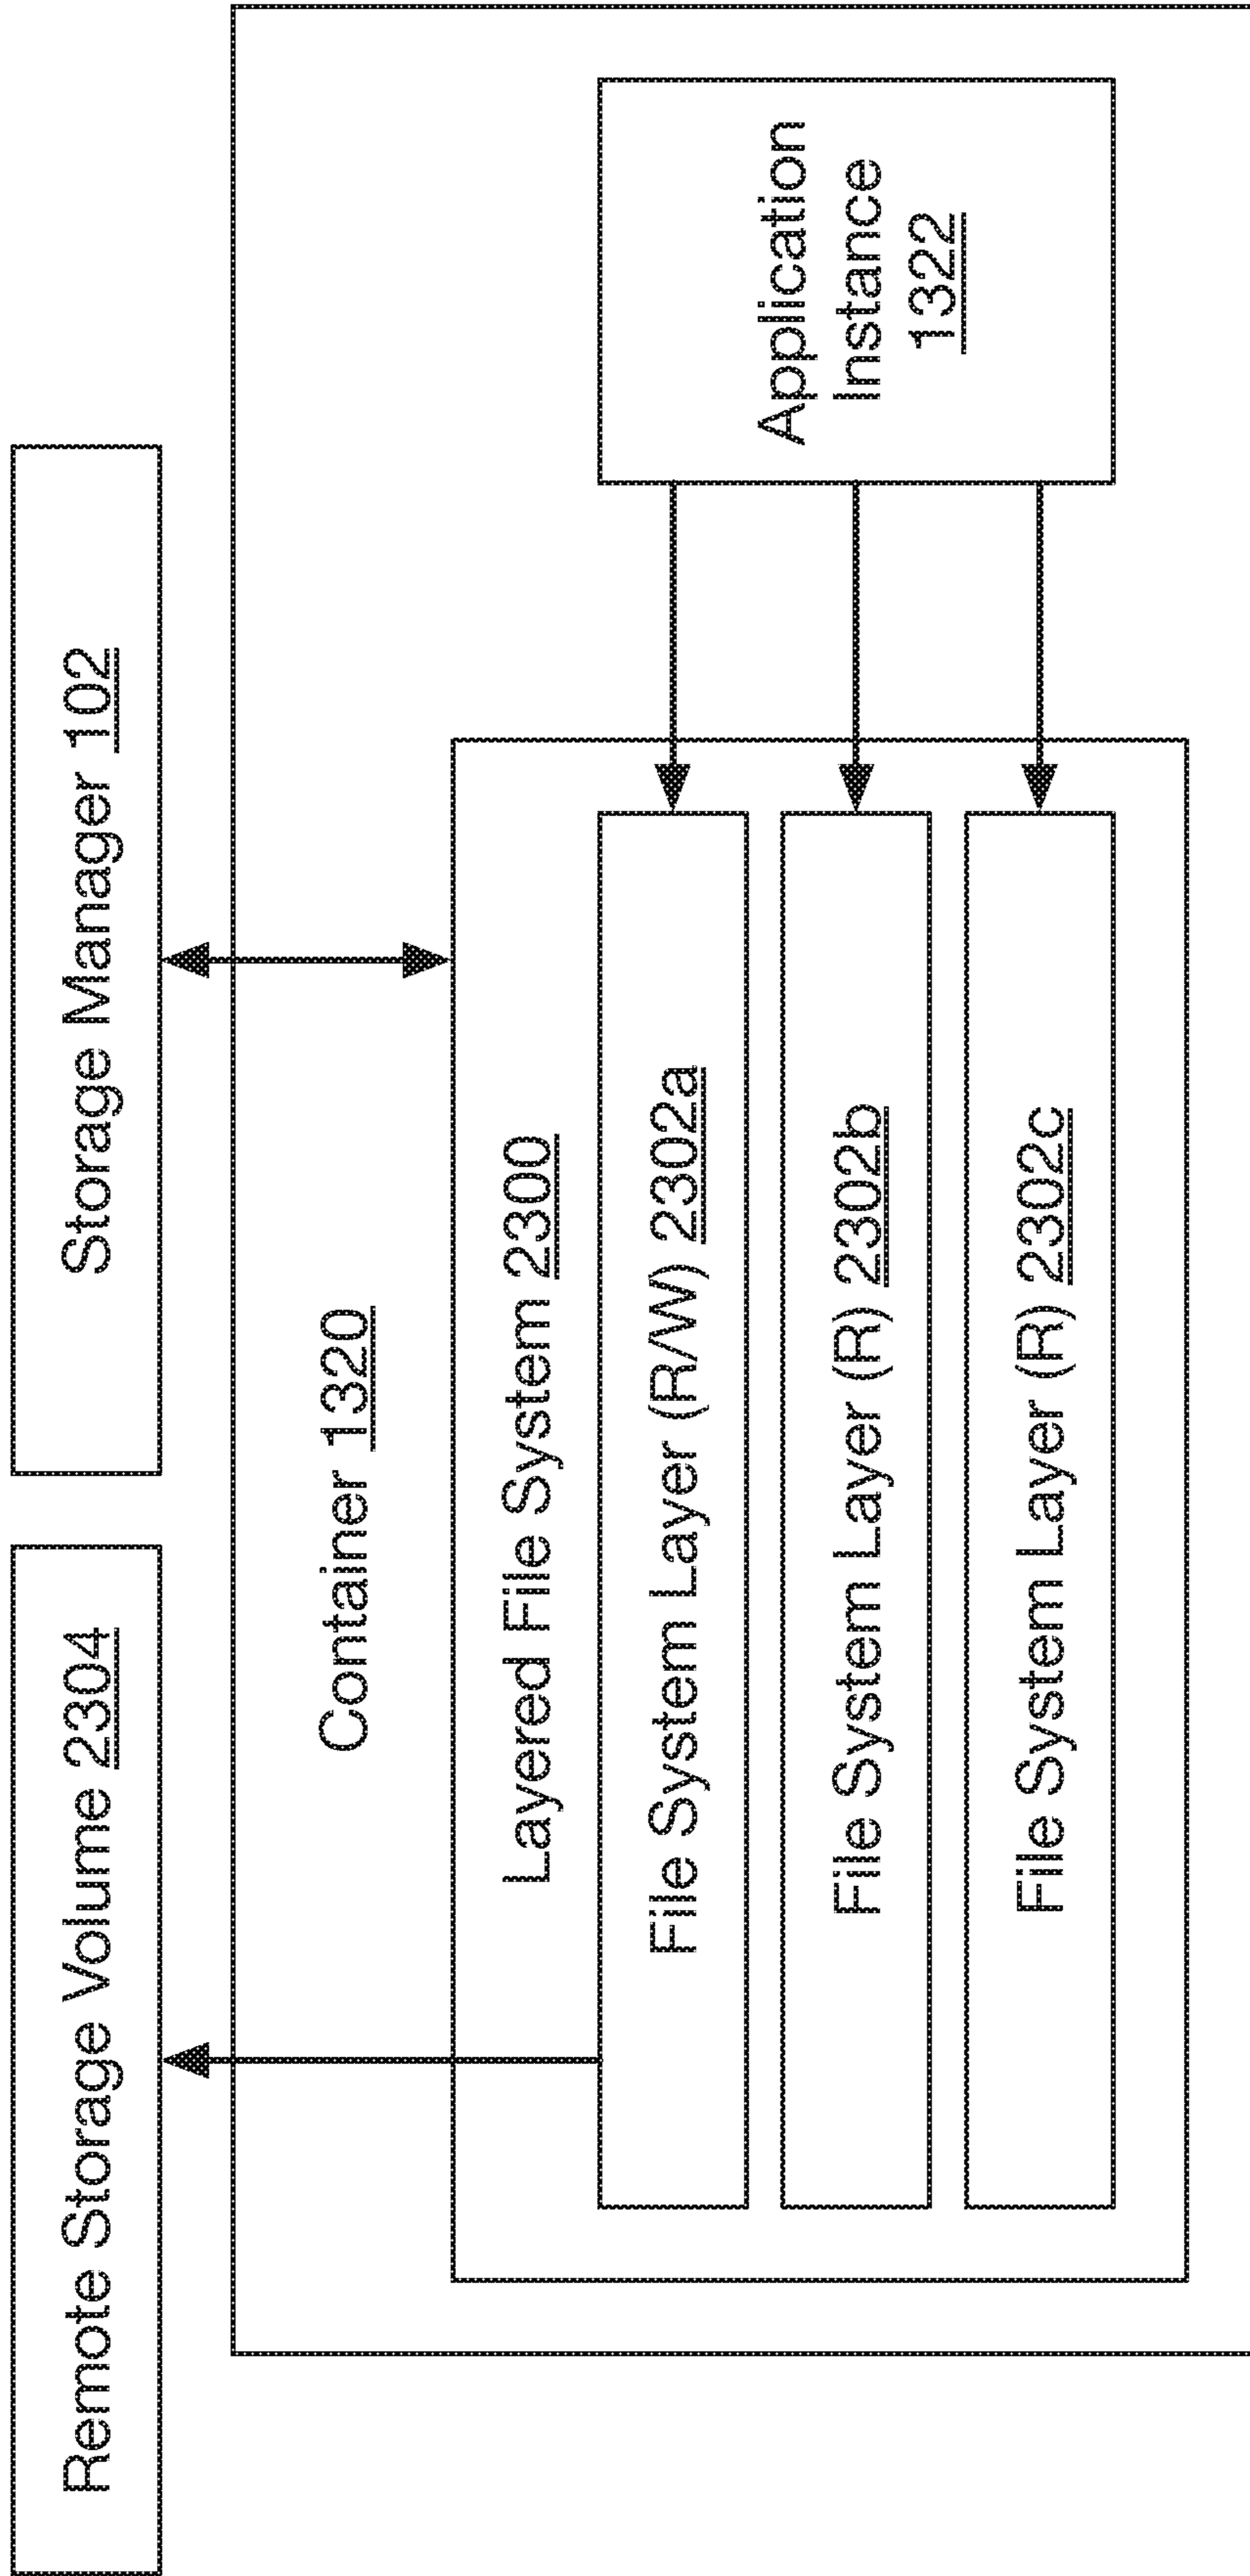 Remote Storage Volume 2304
Storage Manager 102
Container 1320
Layered File System 2300
File System Layer (R/W) 2302a
File System Layer (R) 2302b
File System Layer (R) 2302c
Application
Instance
1322